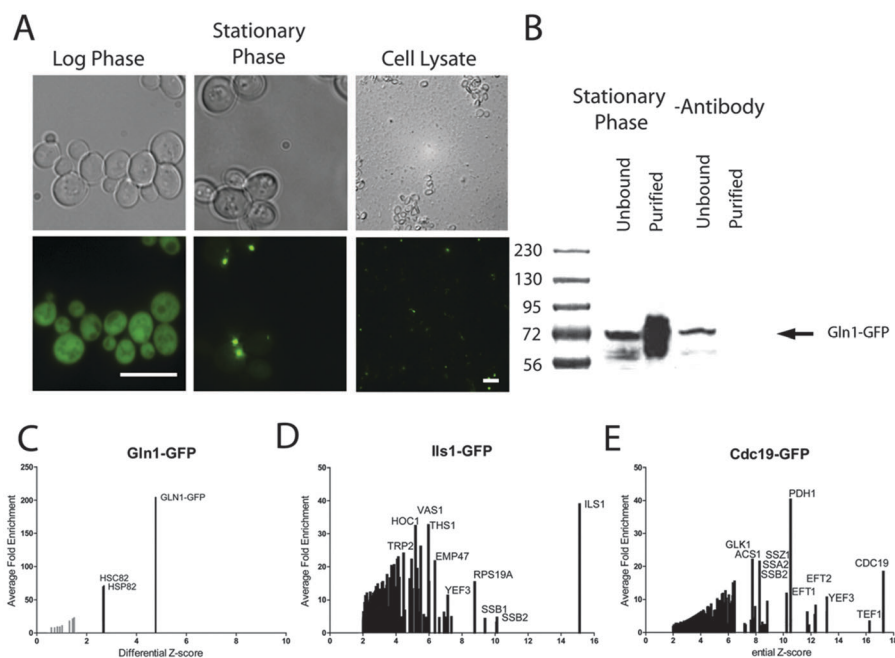 A
Log Phase
Stationary
Phase
Cell Lysate
B
Stationary
Phase
-Antibody
Unbound
Purified
Unbound
Purified
230
130
95
72
56
Gln1-GFP
C
Gln1-GFP
Average Fold Enrichment
250
200
150
100
50
0
GLN1-GFP
HSC82
HSP82
0 2 4 6 8 10
Differential Z-score
D
Ils1-GFP
Average Fold Enrichment
50
40
30
20
10
0
VAS1
HOC1
THS1
TRP2
EMP47
YEF3
RPS19A
SSB1
SSB2
ILS1
0 2 4 6 8 10 12 14 16
Differential Z-score
E
Cdc19-GFP
Average Fold Enrichment
50
40
30
20
10
0
PDH1
GLK1
ACS1
SSZ1
SSA2
SSB2
EFT2
EFT1
YEF3
CDC19
TEF1
0 2 4 6 8 10 12 14 16 18
ential Z-score